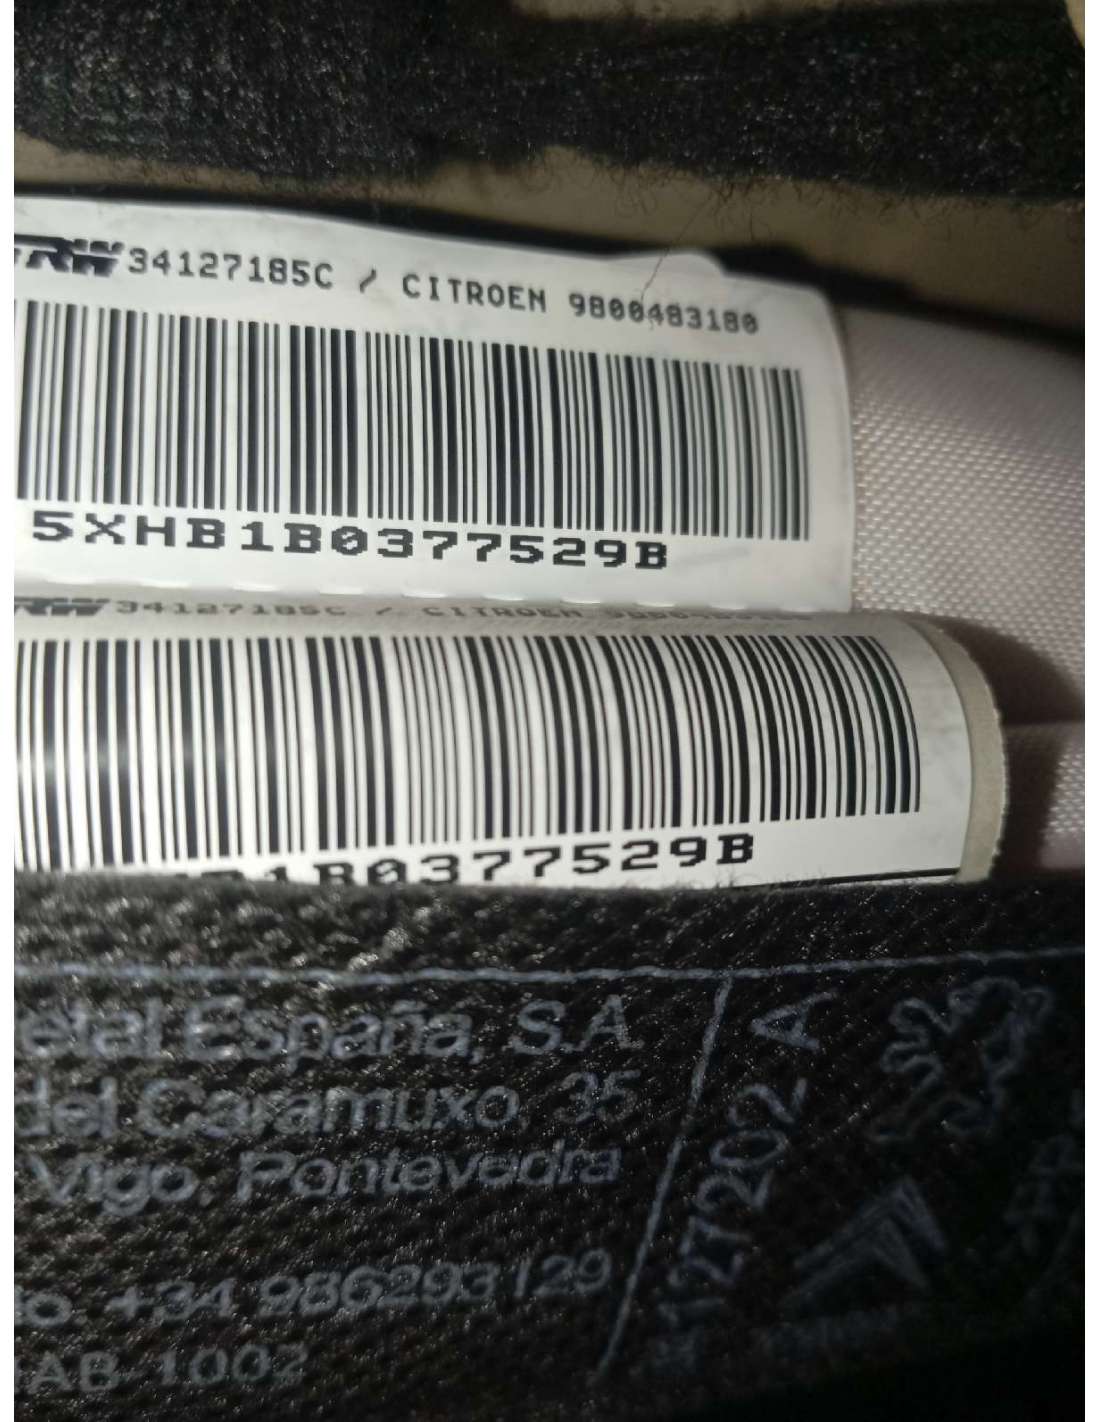 TRW 34127185C / CITROEN 9800483180
5XHB1B0377529B
TRW 34127185C / CITROEN
1B0377529B
etal España, S.A.
del Caramuxo, 35
Vigo, Pontevedra
+34 986293129
AB-1002
A